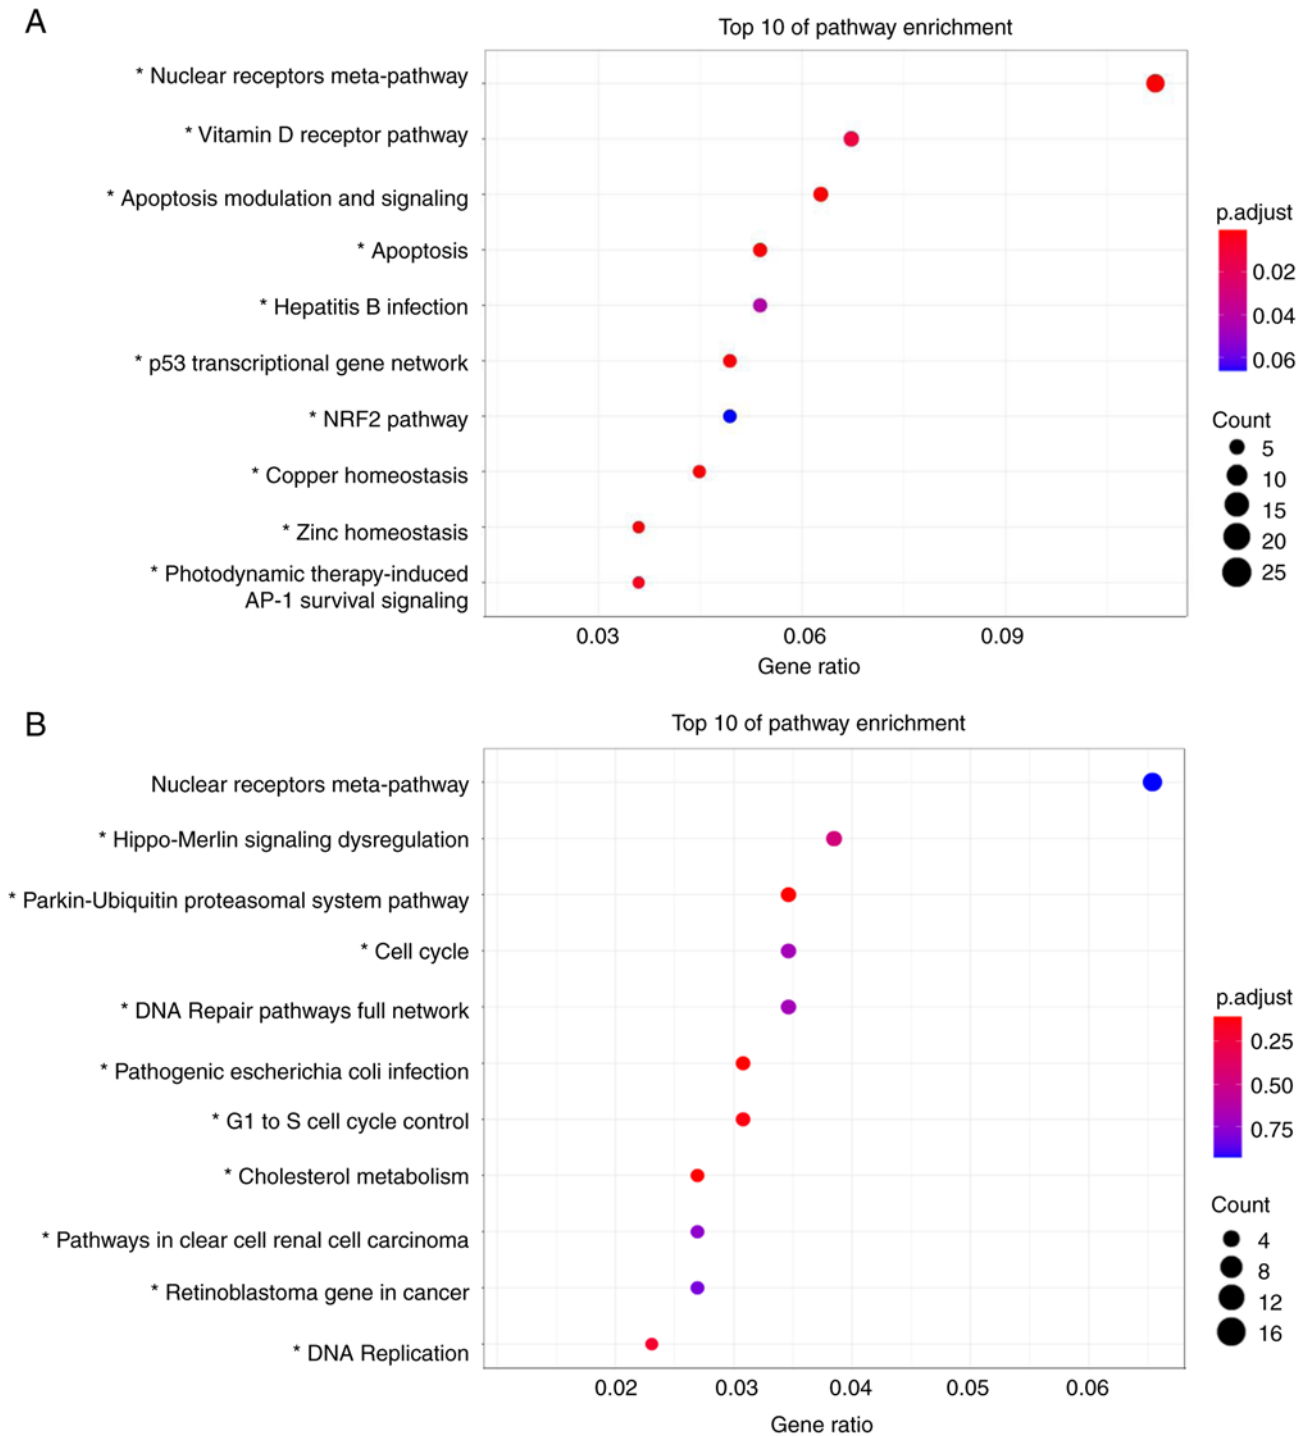 A
Top 10 of pathway enrichment
* Nuclear receptors meta-pathway
* Vitamin D receptor pathway
* Apoptosis modulation and signaling
* Apoptosis
* Hepatitis B infection
* p53 transcriptional gene network
* NRF2 pathway
* Copper homeostasis
* Zinc homeostasis
* Photodynamic therapy-induced
AP-1 survival signaling
0.03 0.06 0.09
Gene ratio
p.adjust
0.02
0.04
0.06
Count
5
10
15
20
25
B
Top 10 of pathway enrichment
Nuclear receptors meta-pathway
* Hippo-Merlin signaling dysregulation
* Parkin-Ubiquitin proteasomal system pathway
* Cell cycle
* DNA Repair pathways full network
* Pathogenic escherichia coli infection
* G1 to S cell cycle control
* Cholesterol metabolism
* Pathways in clear cell renal cell carcinoma
* Retinoblastoma gene in cancer
* DNA Replication
0.02 0.03 0.04 0.05 0.06
Gene ratio
p.adjust
0.25
0.50
0.75
Count
4
8
12
16